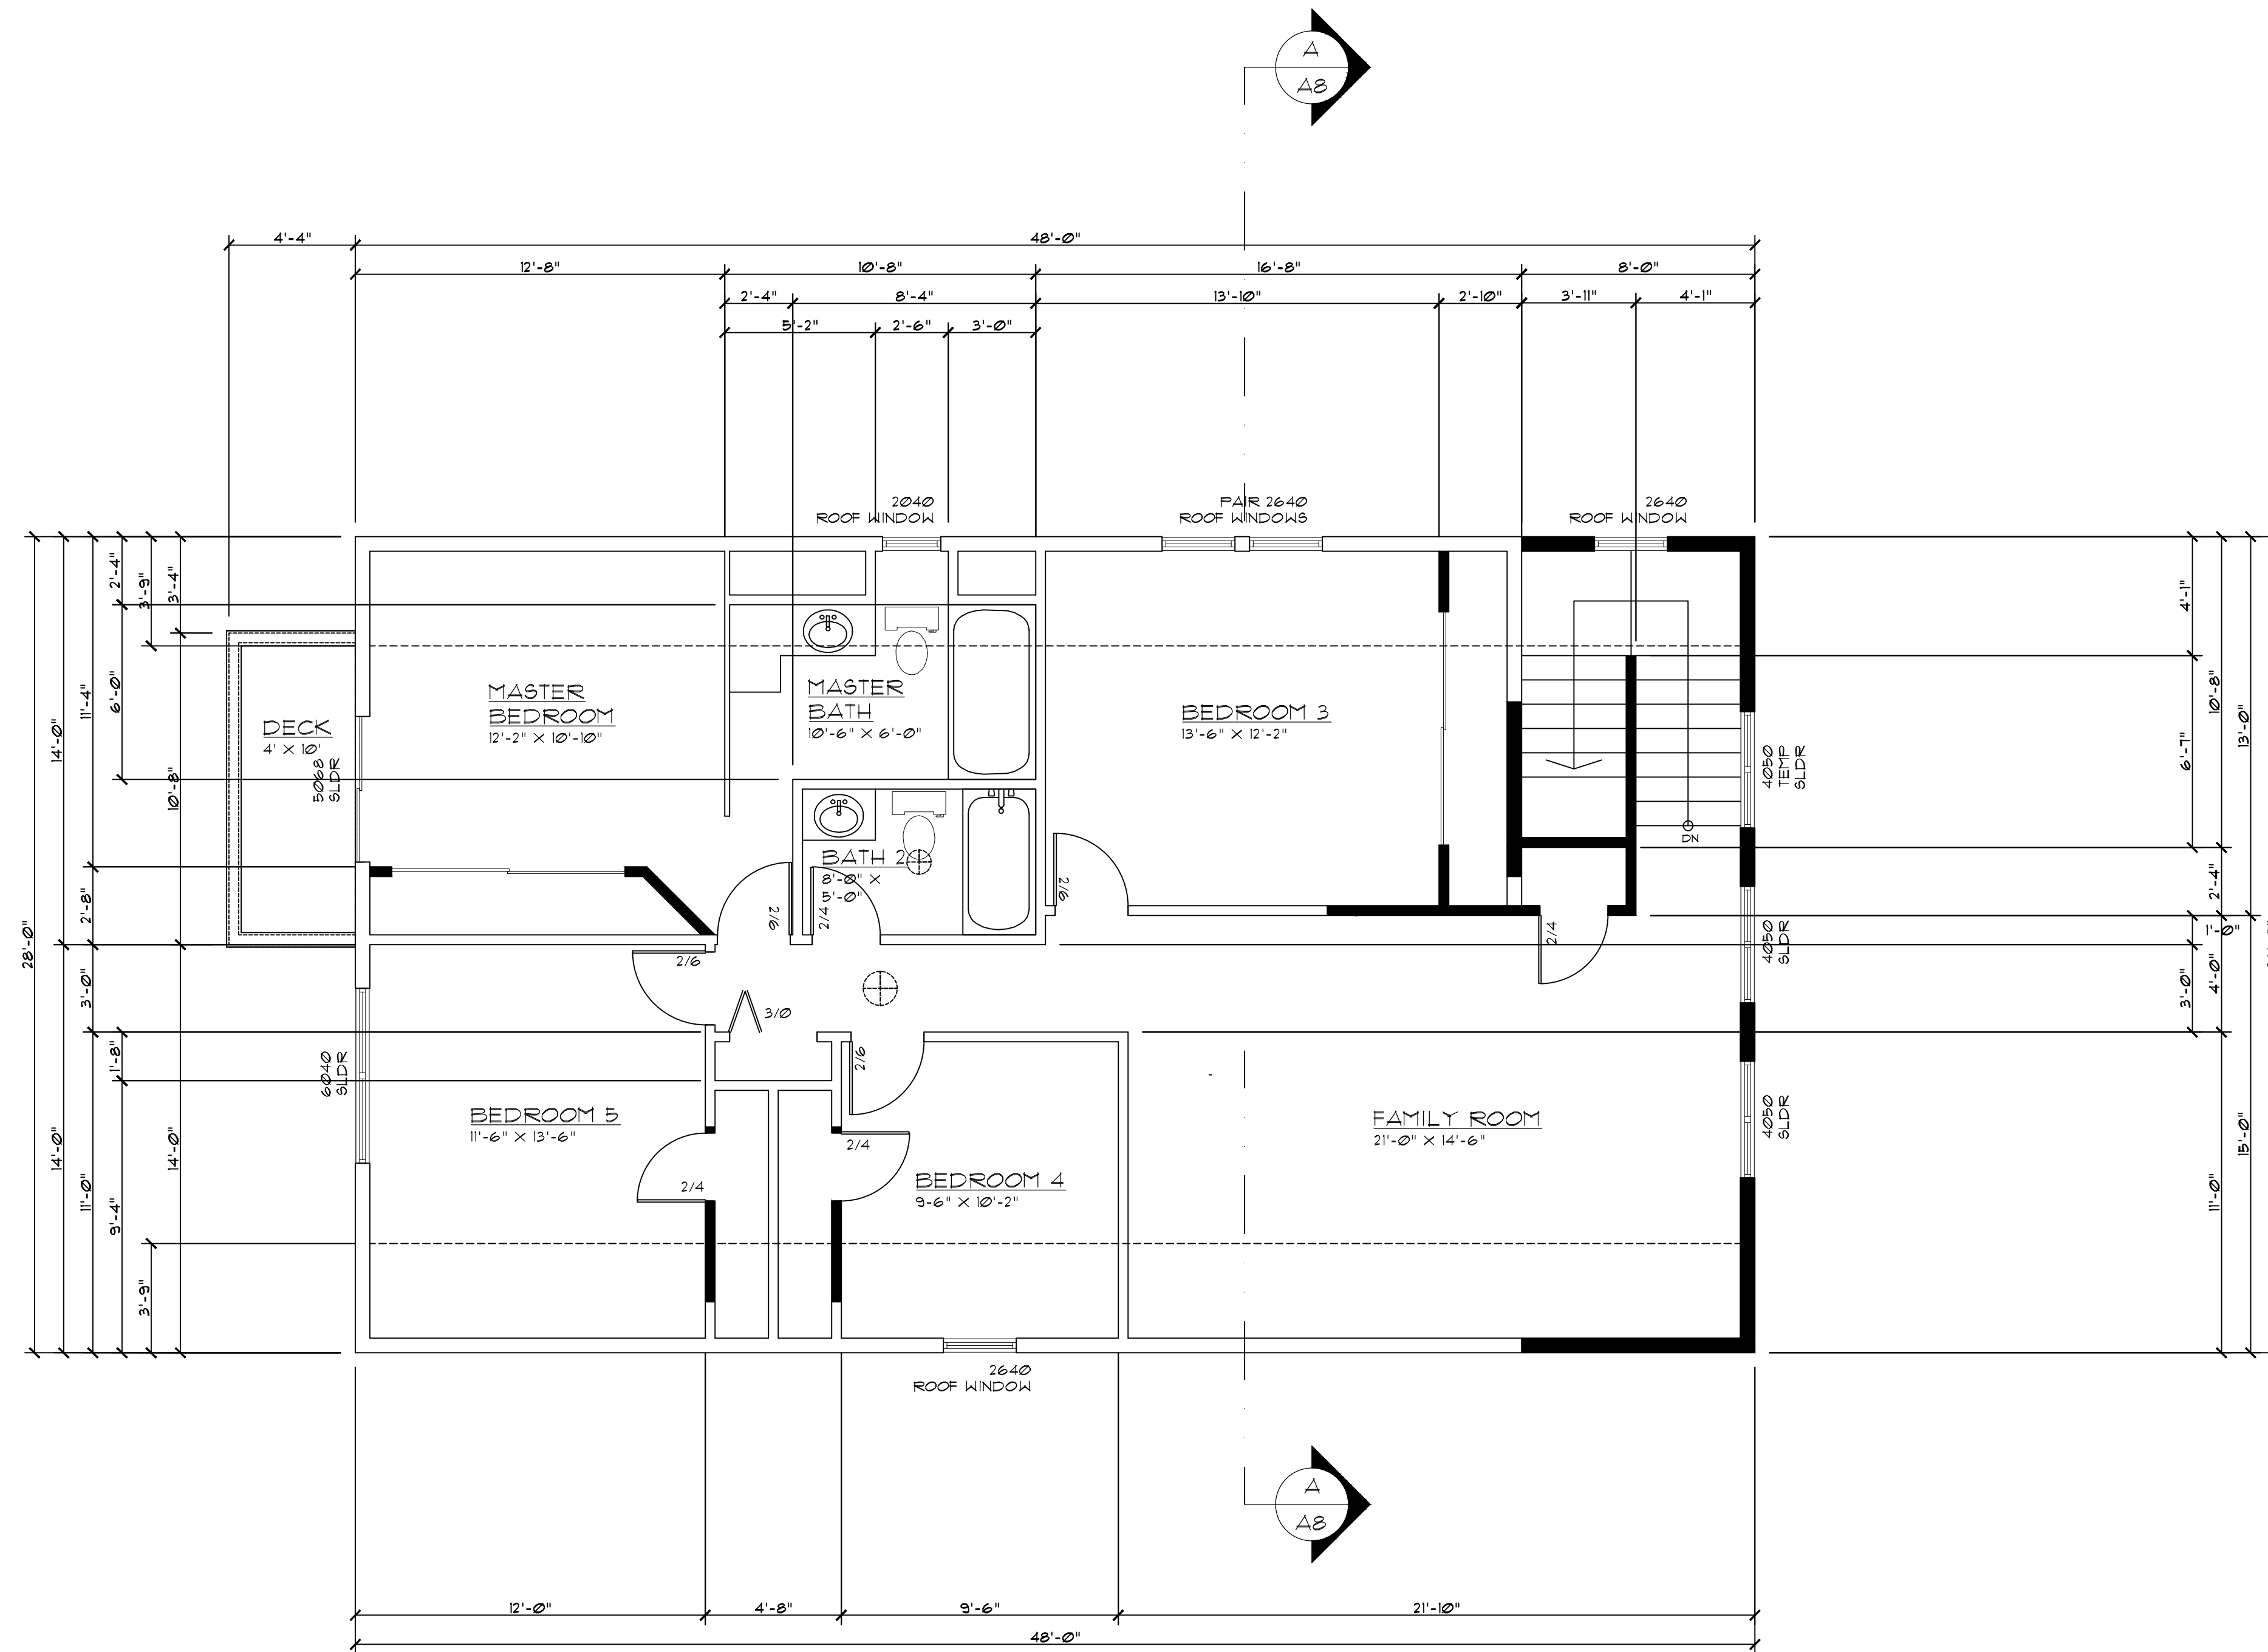 A
A8
4'-4"
48'-0"
12'-8"
10'-8"
16'-8"
8'-0"
2'-4"
8'-4"
13'-10"
2'-10"
3'-11"
4'-1"
5'-2"
2'-6"
3'-0"
2040
ROOF WINDOW
PAIR 2640
ROOF WINDOWS
2640
ROOF WINDOW
28'-0"
14'-0"
14'-0"
11'-4"
2'-8"
3'-0"
11'-0"
2'-4"
6'-0"
1'-8"
9'-4"
3'-9"
3'-9"
3'-4"
10'-8"
14'-0"
DECK
4' X 10'
5068
SLDR
6040
SLDR
MASTER
BEDROOM
12'-2" X 10'-10"
MASTER
BATH
10'-6" X 6'-0"
BATH 2
8'-0" X
5'-0"
BEDROOM 3
13'-6" X 12'-2"
DN
2/6
2/4
2/6
2/4
2/6
3/0
2/6
2/4
2/4
BEDROOM 5
11'-6" X 13'-6"
BEDROOM 4
9-6" X 10'-2"
FAMILY ROOM
21'-0" X 14'-6"
4050
TEMP
SLDR
4050
SLDR
4050
SLDR
4'-1"
6'-7"
3'-0"
10'-8"
2'-4"
1'-0"
4'-0"
11'-0"
13'-0"
15'-0"
2640
ROOF WINDOW
A
A8
12'-0"
4'-8"
9'-6"
21'-10"
48'-0"